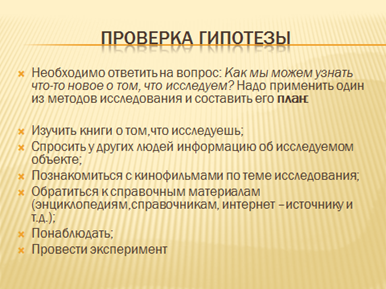 ПРОВЕРКА ГИПОТЕЗЫ
Необходимо ответить на вопрос: Как мы можем узнать
что-то новое о том, что исследуем? Надо применить один
из методов исследования и составить его план:
Изучить книги о том,что исследуешь;
Спросить у других людей информацию об исследуемом
объекте;
Познакомиться с кинофильмами по теме исследования;
Обратиться к справочным материалам
(энциклопедиям,справочникам, интернет –источнику и
т.д.);
Понаблюдать;
Провести эксперимент